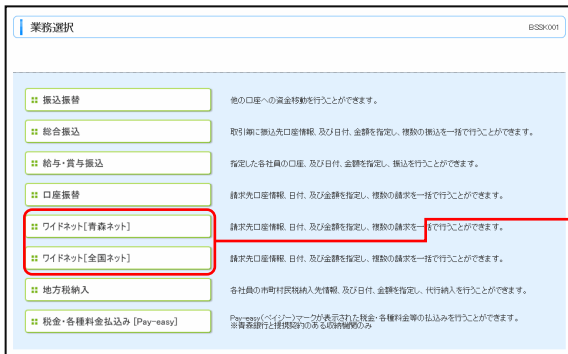 業務選択 BSSK001
振込振替 他の口座への資金移動を行うことができます。
総合振込 取引毎に振込先口座情報、及び日付、金額を指定し、複数の振込を一括で行うことができます。
給与・賞与振込 指定した各社員の口座、及び日付、金額を指定し、振込を行うことができます。
口座振替 請求先口座情報、日付、及び金額を指定し、複数の請求を一括で行うことができます。
ワイドネット[青森ネット] 請求先口座情報、日付、及び金額を指定し、複数の請求を一括で行うことができます。
ワイドネット[全国ネット] 請求先口座情報、日付、及び金額を指定し、複数の請求を一括で行うことができます。
地方税納入 各社員の市町村民税納入先情報、及び日付、金額を指定し、代行納入を行うことができます。
税金・各種料金払込み [Pay-easy] Pay-easy(ペイジー)マークが表示された税金・各種料金等の払込みを行うことができます。
※青森銀行と提携契約のある収納機関のみ